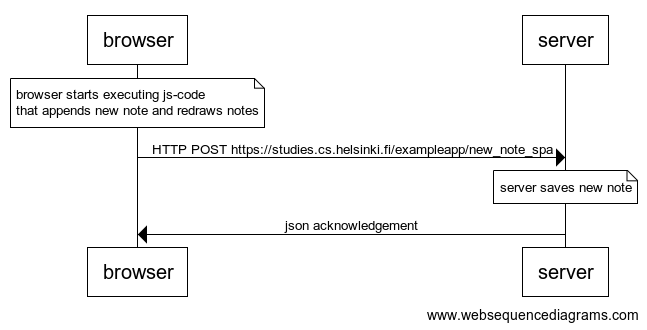 browser
server
browser starts executing js-code
that appends new note and redraws notes
HTTP POST https://studies.cs.helsinki.fi/exampleapp/new_note_spa
server saves new note
json acknowledgement
browser
server
www.websequencediagrams.com